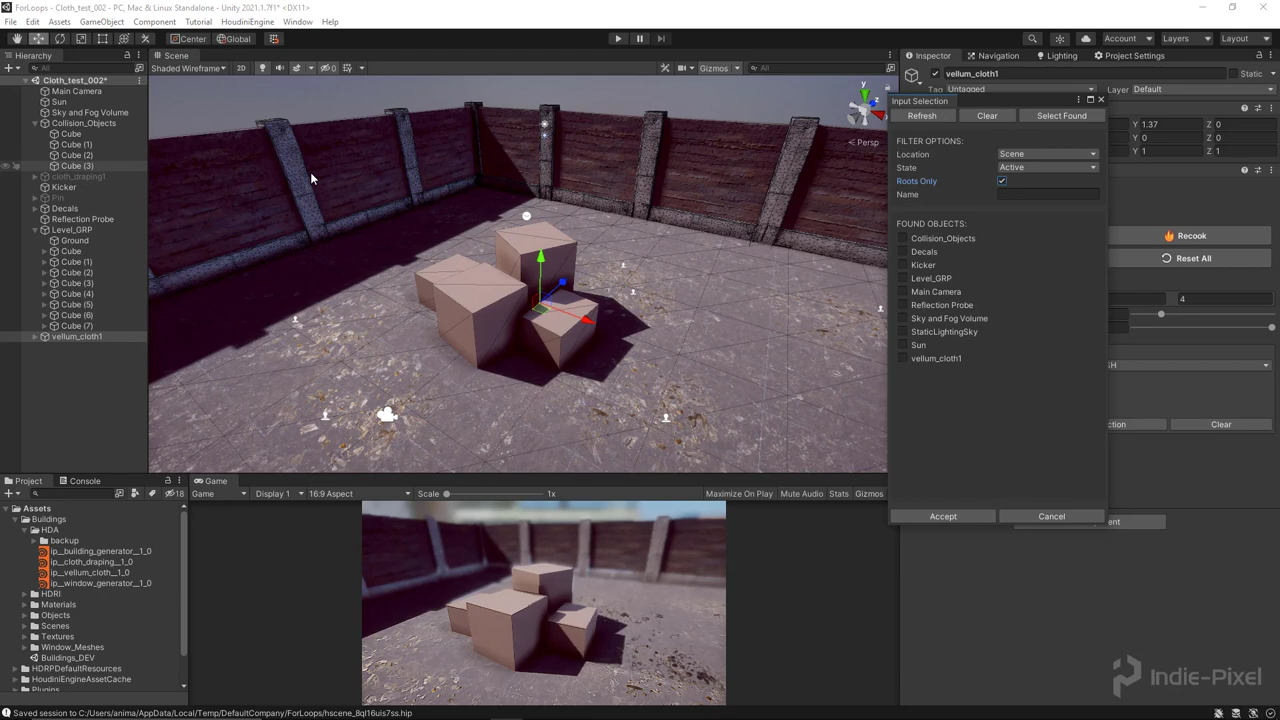 ForLoops - Cloth_test_002* - PC, Mac & Linux Standalone - Unity 2021.1.7f1* <DX11>
File Edit Assets GameObject Component Tutorial HoudiniEngine Window Help
Center Global Account Layers Layout
Hierarchy
All
Cloth_test_002*
Main Camera
Sun
Sky and Fog Volume
Collision_Objects
Cube
Cube (1)
Cube (2)
Cube (3)
cloth_draping1
Kicker
Pin
Decals
Reflection Probe
Level_GRP
Ground
Cube
Cube (1)
Cube (2)
Cube (3)
Cube (4)
Cube (5)
Cube (6)
Cube (7)
vellum_cloth1
Scene
Shaded Wireframe 2D 0 Gizmos All
y
z
Persp
Inspector Navigation Lighting Project Settings
vellum_cloth1 Static
Tag Untagged Layer Default
Y 1.37 Z 0
Y 0 Z 0
Y 1 Z 1
Recook
Reset All
4
Clear
Input Selection
Refresh Clear Select Found
FILTER OPTIONS:
Location Scene
State Active
Roots Only
Name
FOUND OBJECTS:
Collision_Objects
Decals
Kicker
Level_GRP
Main Camera
Reflection Probe
Sky and Fog Volume
StaticLightingSky
Sun
vellum_cloth1
Accept Cancel
Project Console
18
Assets
Buildings
HDA
backup
ip__building_generator__1_0
ip__cloth_draping__1_0
ip__vellum_cloth__1_0
ip__window_generator__1_0
HDRI
Materials
Objects
Scenes
Textures
Window_Meshes
Buildings_DEV
HDRPDefaultResources
HoudiniEngineAssetCache
Plugins
Game
Game Display 1 16:9 Aspect Scale 1x Maximize On Play Mute Audio Stats Gizmos
Indie-Pixel
Saved session to C:/Users/anima/AppData/Local/Temp/DefaultCompany/ForLoops/hscene_8ql16uis7ss.hip